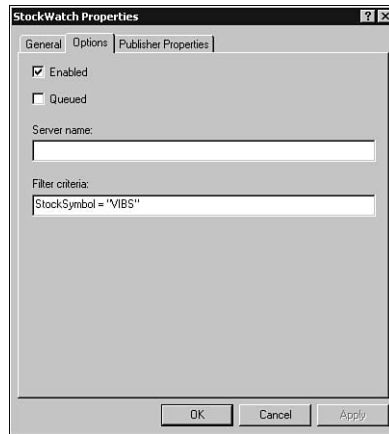 StockWatch Properties
General Options Publisher Properties
Enabled
Queued
Server name:
Filter criteria:
StockSymbol = "VIBS"
OK Cancel Apply